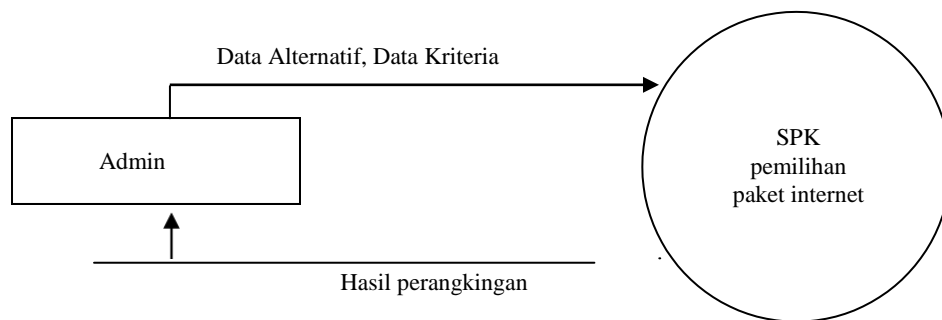 Data Alternatif, Data Kriteria
Admin
SPK
pemilihan
paket internet
Hasil perangkingan